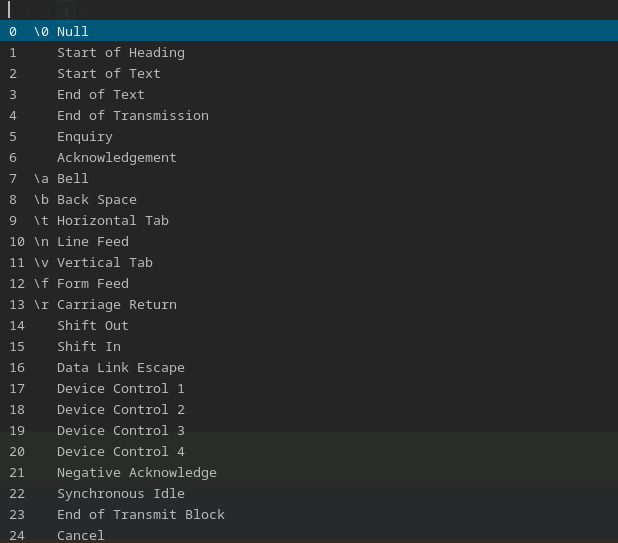 0 \0 Null
1 Start of Heading
2 Start of Text
3 End of Text
4 End of Transmission
5 Enquiry
6 Acknowledgement
7 \a Bell
8 \b Back Space
9 \t Horizontal Tab
10 \n Line Feed
11 \v Vertical Tab
12 \f Form Feed
13 \r Carriage Return
14 Shift Out
15 Shift In
16 Data Link Escape
17 Device Control 1
18 Device Control 2
19 Device Control 3
20 Device Control 4
21 Negative Acknowledge
22 Synchronous Idle
23 End of Transmit Block
24 Cancel